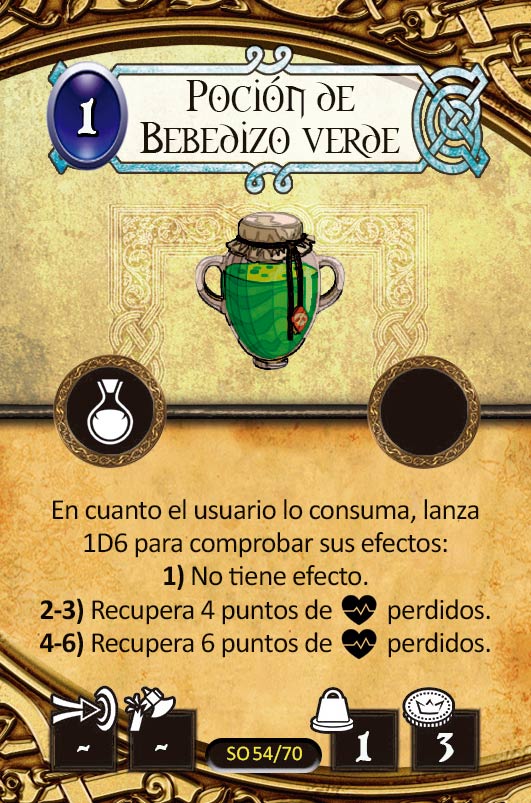 1
Poción de
Bebedizo verde
En cuanto el usuario lo consuma, lanza
1D6 para comprobar sus efectos:
1) No tiene efecto.
2-3) Recupera 4 puntos de perdidos.
4-6) Recupera 6 puntos de perdidos.
~ ~ SO 54/70 1 3